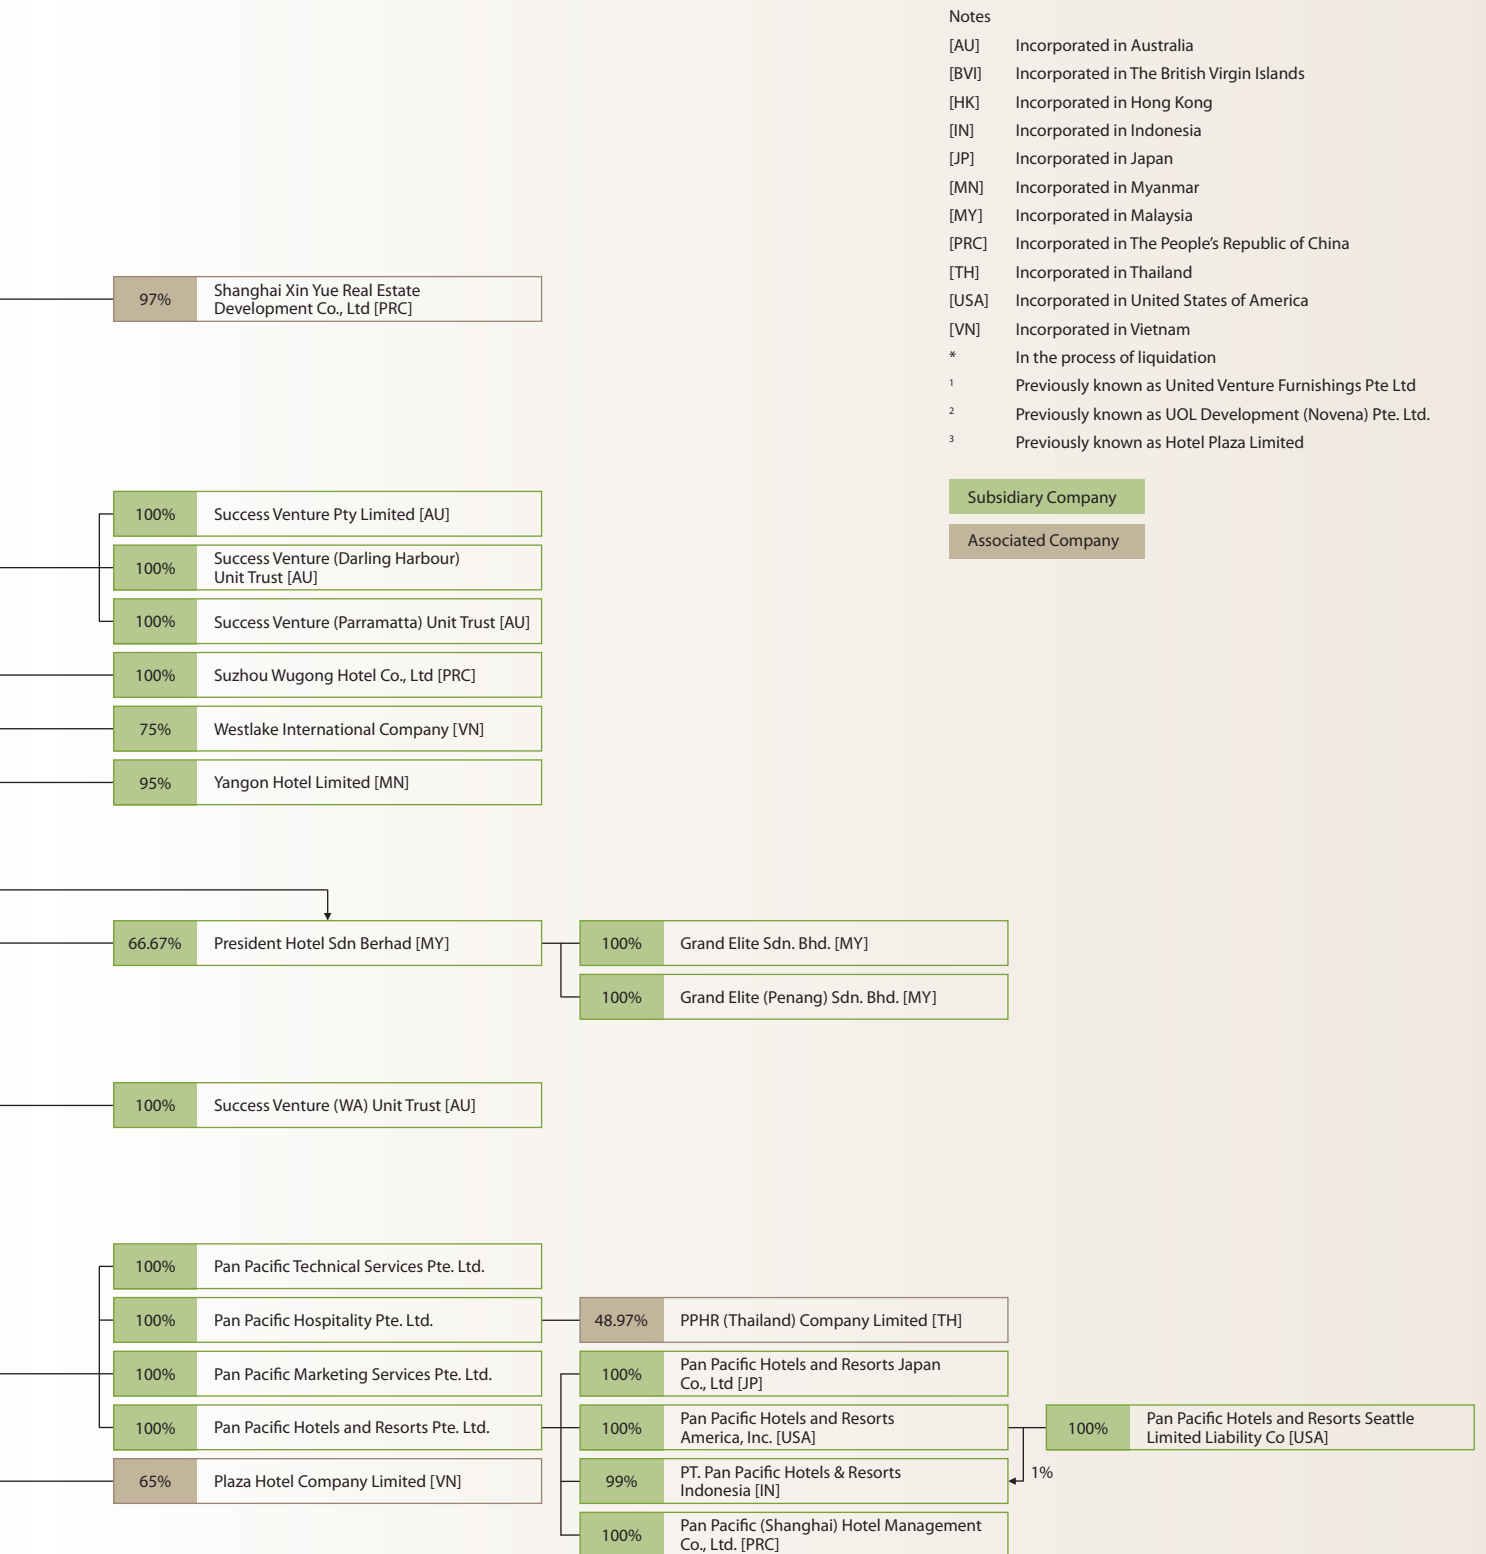 Notes
[AU] Incorporated in Australia
[BVI] Incorporated in The British Virgin Islands
[HK] Incorporated in Hong Kong
[IN] Incorporated in Indonesia
[JP] Incorporated in Japan
[MN] Incorporated in Myanmar
[MY] Incorporated in Malaysia
[PRC] Incorporated in The People's Republic of China
[TH] Incorporated in Thailand
[USA] Incorporated in United States of America
[VN] Incorporated in Vietnam
* In the process of liquidation
1 Previously known as United Venture Furnishings Pte Ltd
2 Previously known as UOL Development (Novena) Pte. Ltd.
3 Previously known as Hotel Plaza Limited
Subsidiary Company
Associated Company
97% Shanghai Xin Yue Real Estate
Development Co., Ltd [PRC]
100% Success Venture Pty Limited [AU]
100% Success Venture (Darling Harbour)
Unit Trust [AU]
100% Success Venture (Parramatta) Unit Trust [AU]
100% Suzhou Wugong Hotel Co., Ltd [PRC]
75% Westlake International Company [VN]
95% Yangon Hotel Limited [MN]
66.67% President Hotel Sdn Berhad [MY]
100% Grand Elite Sdn. Bhd. [MY]
100% Grand Elite (Penang) Sdn. Bhd. [MY]
100% Success Venture (WA) Unit Trust [AU]
100% Pan Pacific Technical Services Pte. Ltd.
100% Pan Pacific Hospitality Pte. Ltd.
48.97% PPHR (Thailand) Company Limited [TH]
100% Pan Pacific Marketing Services Pte. Ltd.
100% Pan Pacific Hotels and Resorts Japan
Co., Ltd [JP]
100% Pan Pacific Hotels and Resorts Pte. Ltd.
100% Pan Pacific Hotels and Resorts
America, Inc. [USA]
100% Pan Pacific Hotels and Resorts Seattle
Limited Liability Co [USA]
65% Plaza Hotel Company Limited [VN]
99% PT. Pan Pacific Hotels & Resorts
Indonesia [IN]
1%
100% Pan Pacific (Shanghai) Hotel Management
Co., Ltd. [PRC]